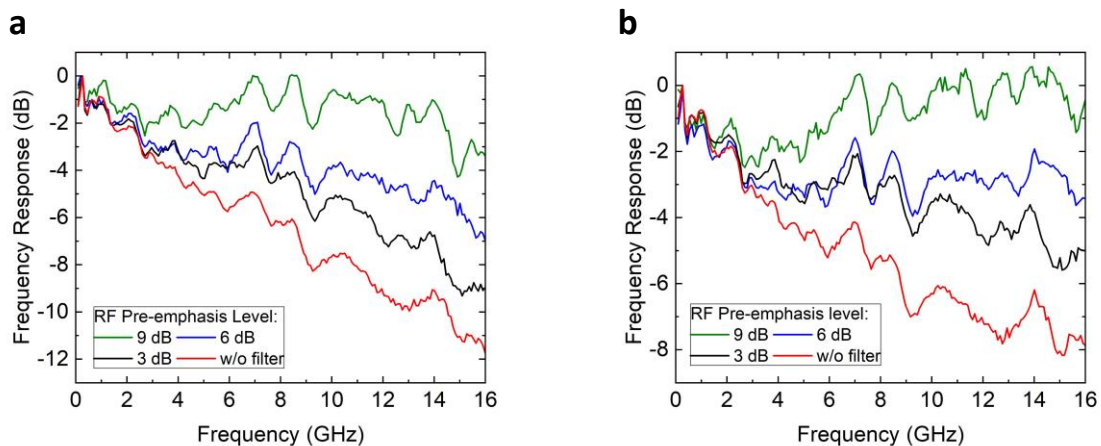 a
0
-2
-4
-6
-8
-10
-12
Frequency Response (dB)
RF Pre-emphasis Level:
9 dB 6 dB
3 dB w/o filter
0 2 4 6 8 10 12 14 16
Frequency (GHz)
b
0
-2
-4
-6
-8
Frequency Response (dB)
RF Pre-emphasis level:
9 dB 6 dB
3 dB w/o filter
0 2 4 6 8 10 12 14 16
Frequency (GHz)